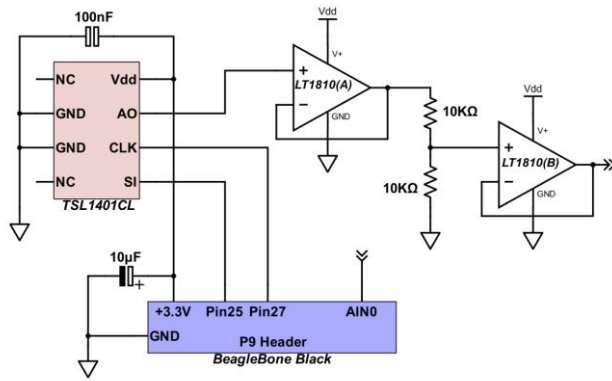 100nF
Vdd
V+
NC
Vdd
LT1810(A)
Vdd
GND
AO
10KΩ
V+
GND
GND
CLK
LT1810(B)
NC
SI
10KΩ
GND
TSL1401CL
10µF
+
+3.3V
Pin25
Pin27
AIN0
GND
P9 Header
BeagleBone Black